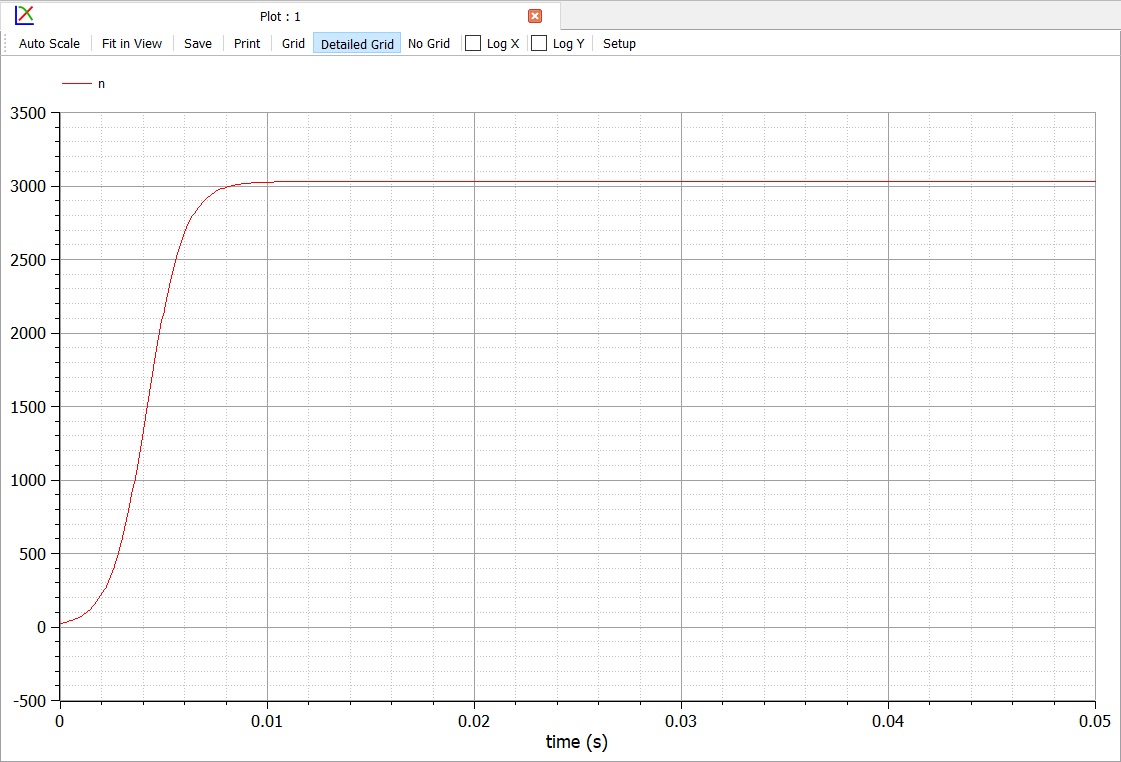 Plot : 1
Auto Scale Fit in View Save Print Grid Detailed Grid No Grid Log X Log Y Setup
n
3500
3000
2500
2000
1500
1000
500
0
-500
0 0.01 0.02 0.03 0.04 0.05
time (s)